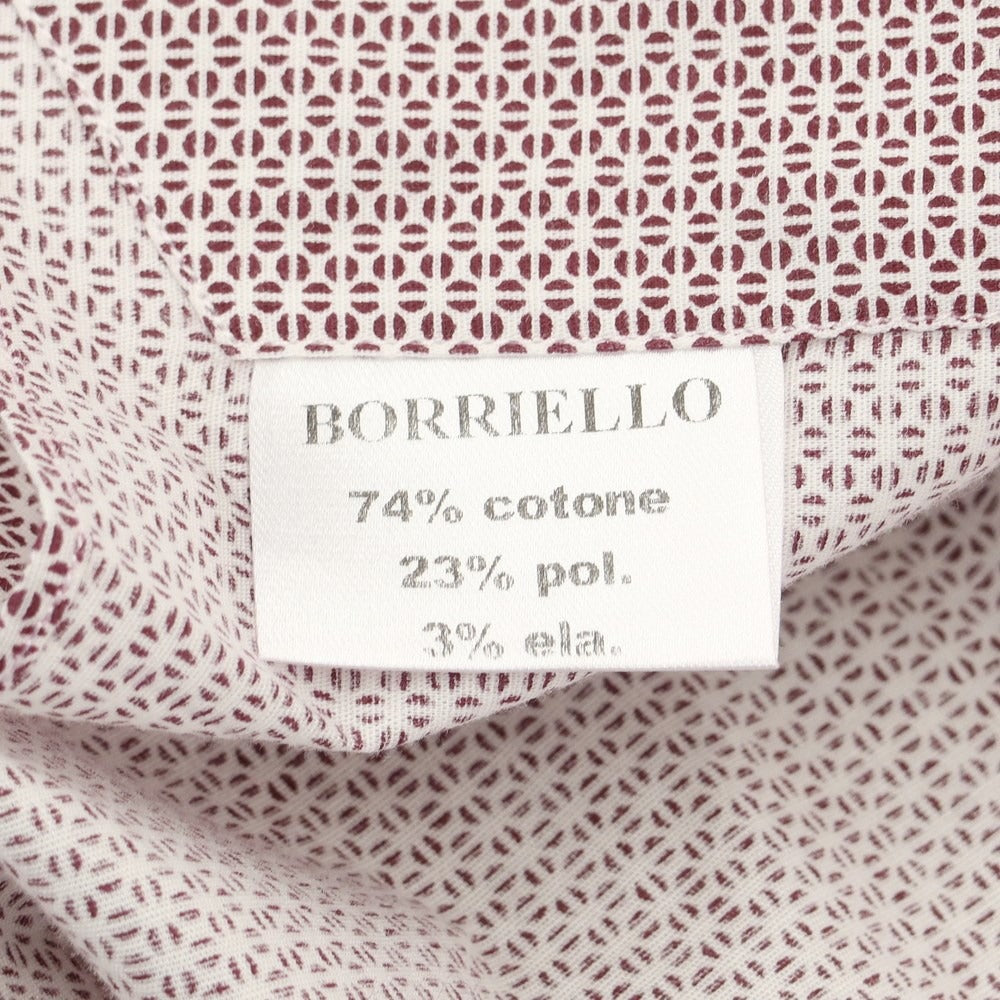 BORRIELLO
74% cotone
23% pol.
3% ela.